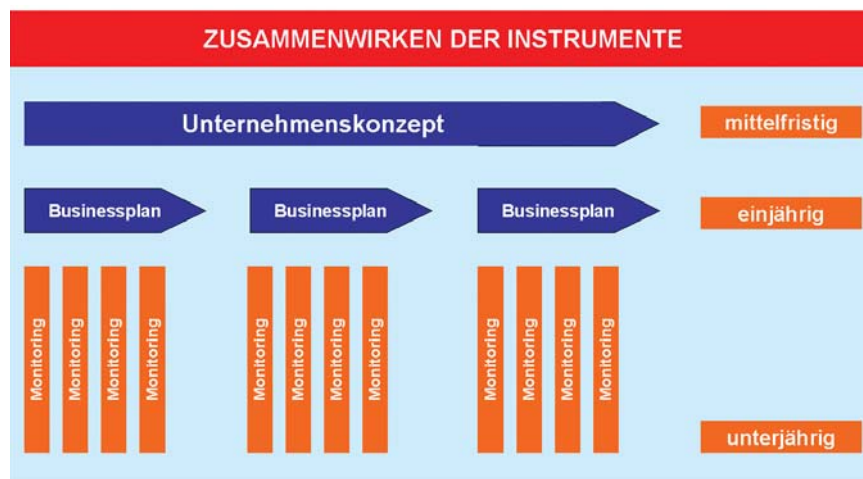 ZUSAMMENWIRKEN DER INSTRUMENTE
Unternehmenskonzept
mittelfristig
Businessplan
Businessplan
Businessplan
einjährig
Monitoring
Monitoring
Monitoring
Monitoring
Monitoring
Monitoring
Monitoring
Monitoring
Monitoring
Monitoring
Monitoring
Monitoring
unterjährig